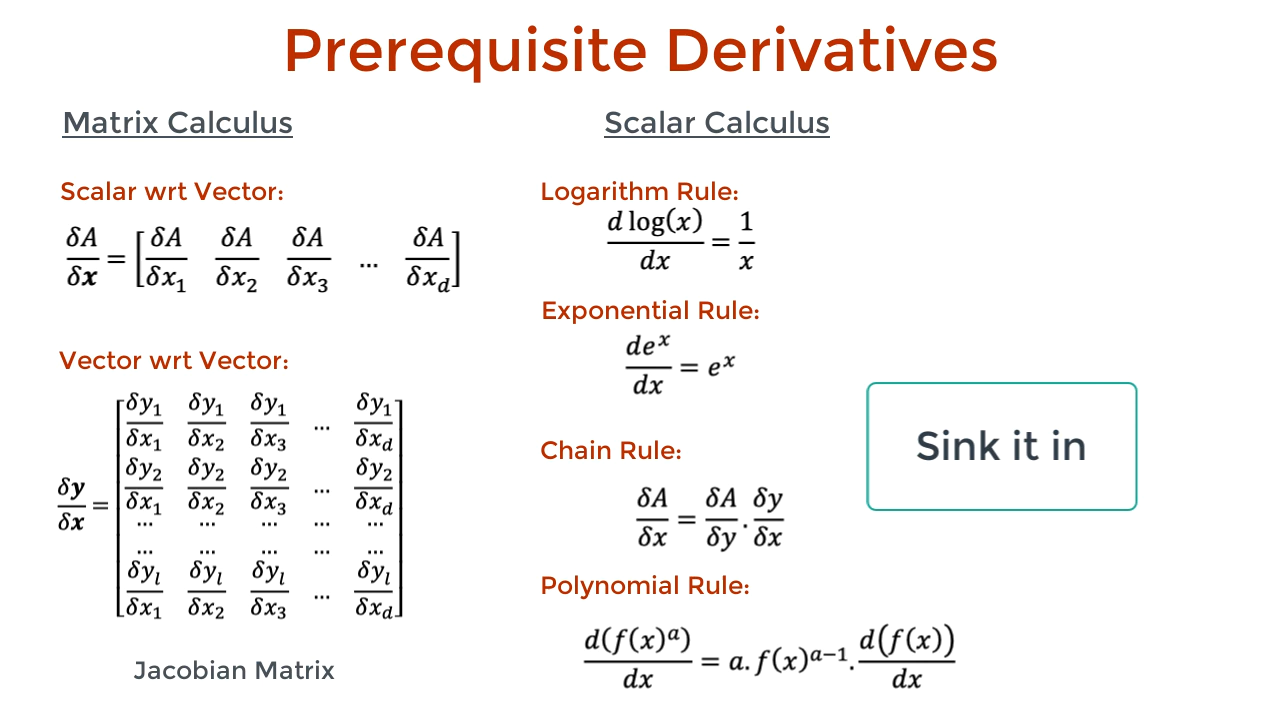 Prerequisite Derivatives
Matrix Calculus
Scalar wrt Vector:
δA/δx = [δA/δx₁ δA/δx₂ δA/δx₃ ... δA/δx_d]
Vector wrt Vector:
δy/δx = [δy₁/δx₁ δy₁/δx₂ δy₁/δx₃ ... δy₁/δx_d
δy₂/δx₁ δy₂/δx₂ δy₂/δx₃ ... δy₂/δx_d
... ... ... ... ...
... ... ... ... ...
δy_l/δx₁ δy_l/δx₂ δy_l/δx₃ ... δy_l/δx_d]
Jacobian Matrix
Scalar Calculus
Logarithm Rule:
d log(x)/dx = 1/x
Exponential Rule:
deˣ/dx = eˣ
Chain Rule:
δA/δx = δA/δy . δy/δx
Polynomial Rule:
d(f(x)ᵃ)/dx = a. f(x)ᵃ⁻¹. d(f(x))/dx
Sink it in